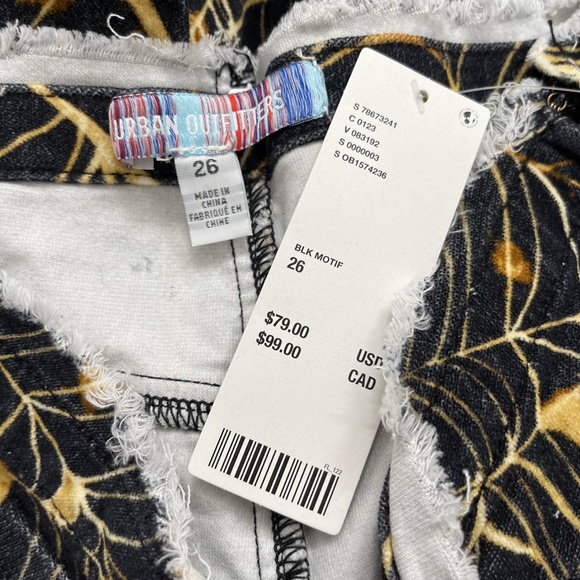 URBAN OUTFITTERS
26
MADE IN
CHINA
FABRIQUÉ EN
CHINE
S 78673241
C 0123
V 083192
S 0000003
S OB1574236
BLK MOTIF
26
$79.00 USD
$99.00 CAD
FL_122